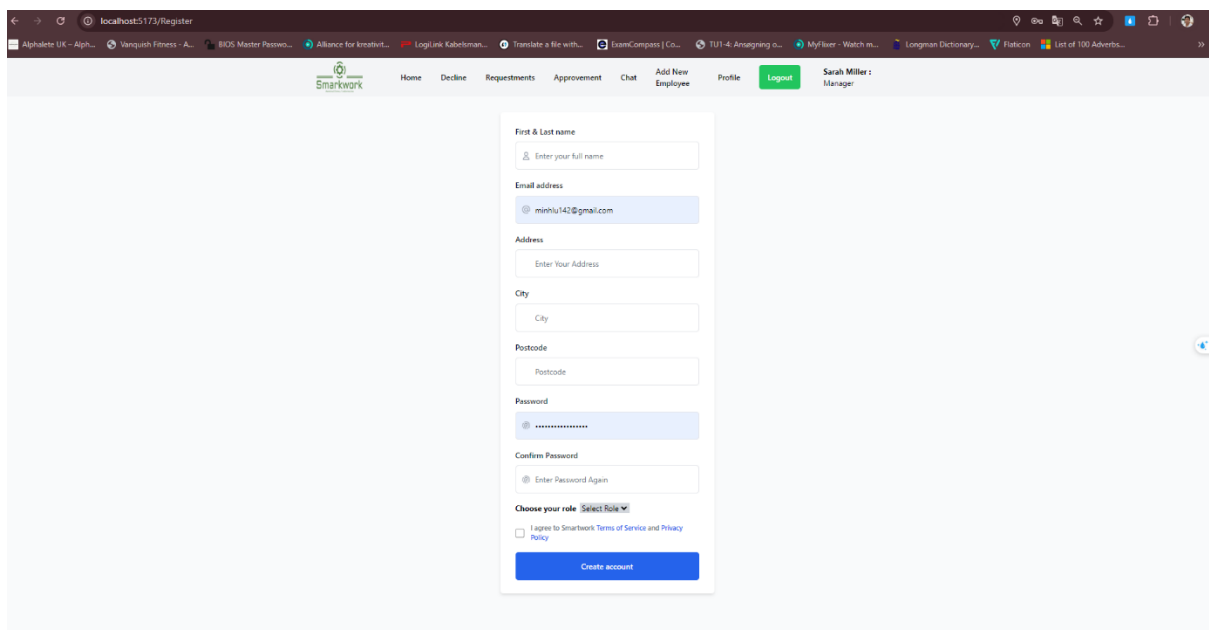 localhost:5173/Register
Alphalete UK – Alph... Vanquish Fitness - A... BIOS Master Passwo... Alliance for kreativit... LogiLink Kabelsman... Translate a file with... ExamCompass | Co... TU1-4: Ansøgning o... MyFlixer - Watch m... Longman Dictionary... Flaticon List of 100 Adverbs... »
Smarkwork Home Decline Requestments Approvement Chat Add New Employee Profile Logout Sarah Miller : Manager
First & Last name
Enter your full name
Email address
minhlu142@gmail.com
Address
Enter Your Address
City
City
Postcode
Postcode
Password
Confirm Password
Enter Password Again
Choose your role Select Role
I agree to Smartwork Terms of Service and Privacy
Policy
Create account